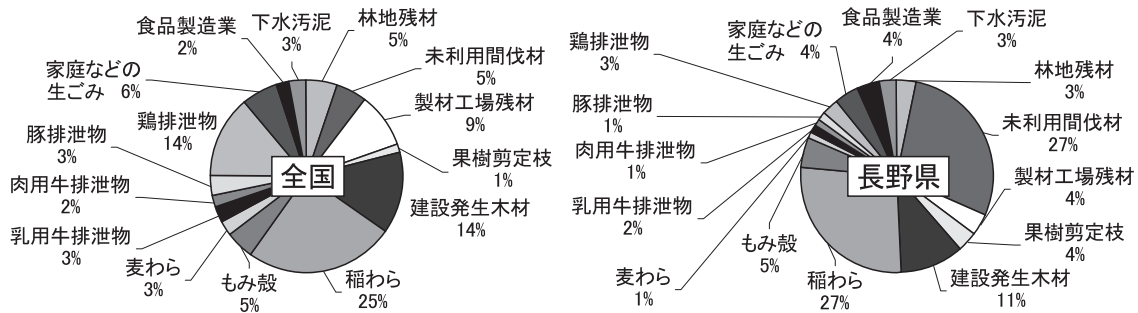 全国
林地残材
5%
未利用間伐材
5%
製材工場残材
9%
果樹剪定枝
1%
建設発生木材
14%
稲わら
25%
もみ殻
5%
麦わら
3%
乳用牛排泄物
3%
肉用牛排泄物
2%
豚排泄物
3%
鶏排泄物
14%
家庭などの
生ごみ 6%
食品製造業
2%
下水汚泥
3%
長野県
林地残材
3%
未利用間伐材
27%
製材工場残材
4%
果樹剪定枝
4%
建設発生木材
11%
稲わら
27%
もみ殻
5%
麦わら
1%
乳用牛排泄物
2%
肉用牛排泄物
1%
豚排泄物
1%
鶏排泄物
3%
家庭などの
生ごみ 4%
食品製造業
4%
下水汚泥
3%